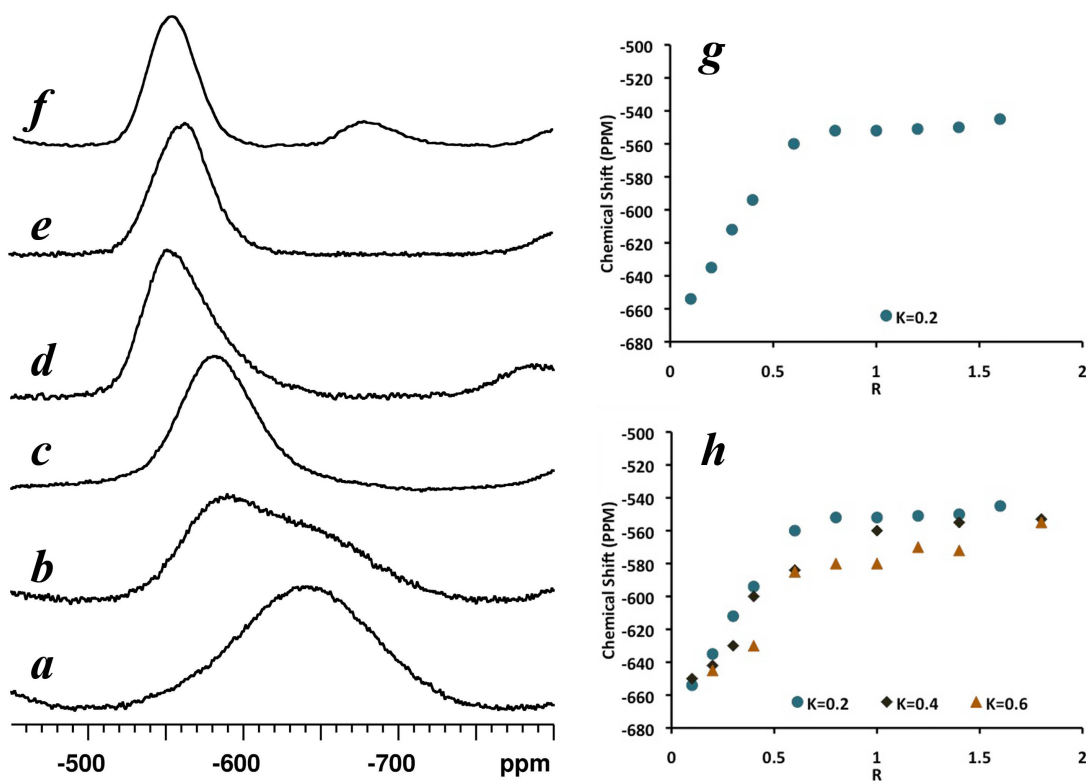 f
e
d
c
b
a
-500 -600 -700 ppm
g
-500
-520
-540
-560
-580
-600
-620
-640
-660
-680
Chemical Shift (PPM)
K=0.2
0 0.5 1 1.5 2
R
h
-500
-520
-540
-560
-580
-600
-620
-640
-660
-680
Chemical Shift (PPM)
K=0.2 K=0.4 K=0.6
0 0.5 1 1.5 2
R